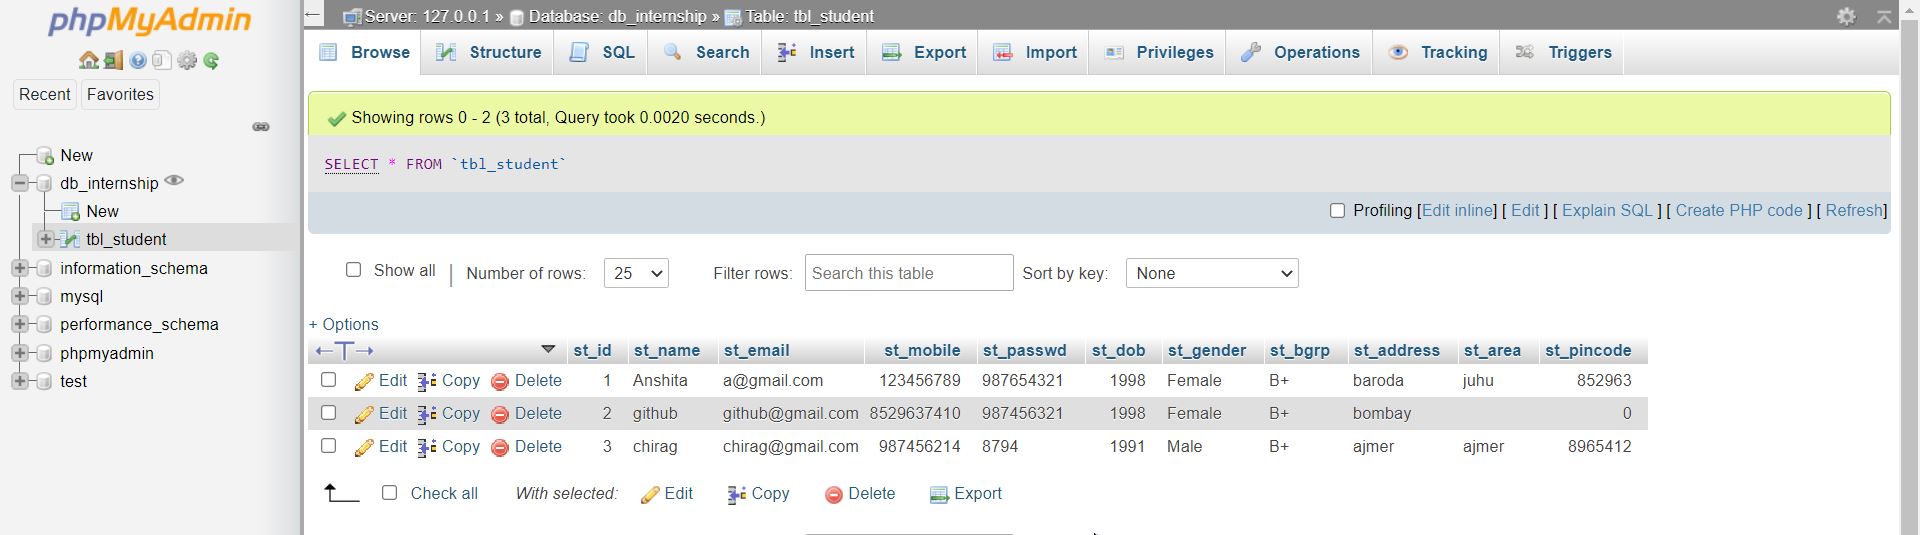 phpMyAdmin
Recent Favorites
New
db_internship
New
tbl_student
information_schema
mysql
performance_schema
phpmyadmin
test
Server: 127.0.0.1 » Database: db_internship » Table: tbl_student
Browse Structure SQL Search Insert Export Import Privileges Operations Tracking Triggers
Showing rows 0 - 2 (3 total, Query took 0.0020 seconds.)
SELECT * FROM `tbl_student`
Profiling [Edit inline] [ Edit ] [ Explain SQL ] [ Create PHP code ] [ Refresh]
Show all | Number of rows: 25 Filter rows: Search this table Sort by key: None
+ Options
←T→ st_id st_name st_email st_mobile st_passwd st_dob st_gender st_bgrp st_address st_area st_pincode
Edit Copy Delete 1 Anshita a@gmail.com 123456789 987654321 1998 Female B+ baroda juhu 852963
Edit Copy Delete 2 github github@gmail.com 8529637410 987456321 1998 Female B+ bombay 0
Edit Copy Delete 3 chirag chirag@gmail.com 987456214 8794 1991 Male B+ ajmer ajmer 8965412
Check all With selected: Edit Copy Delete Export